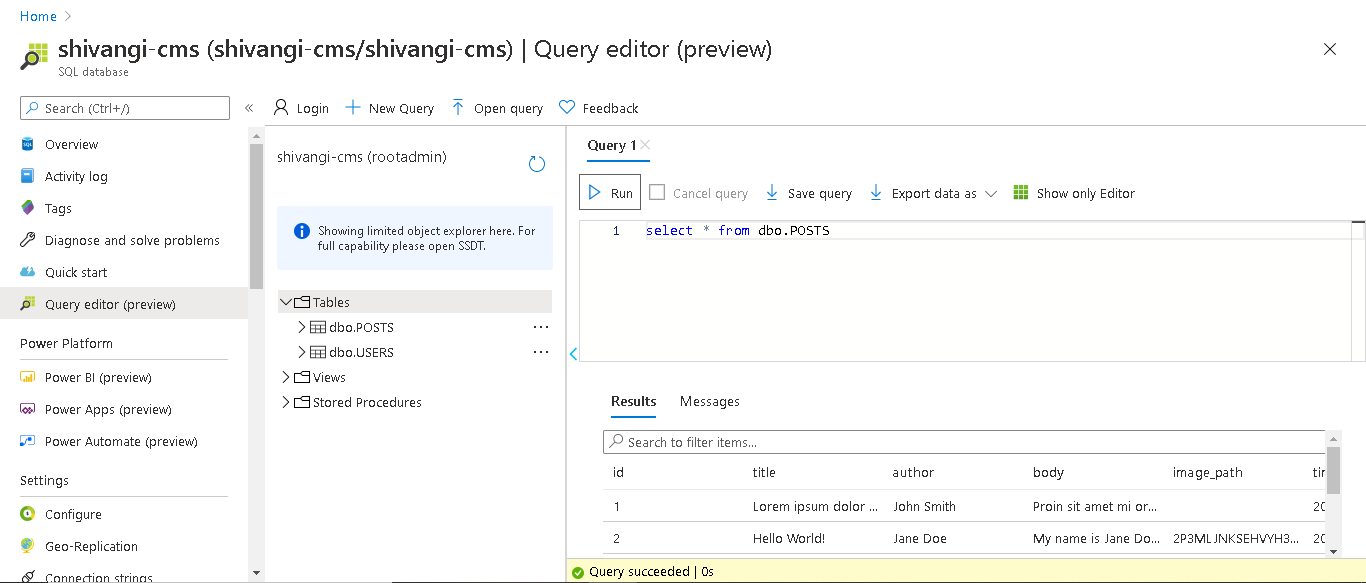 Home
shivangi-cms (shivangi-cms/shivangi-cms) | Query editor (preview)
SQL database
Search (Ctrl+/)
Overview
Activity log
Tags
Diagnose and solve problems
Quick start
Query editor (preview)
Power Platform
Power BI (preview)
Power Apps (preview)
Power Automate (preview)
Settings
Configure
Geo-Replication
Connection strings
Login
New Query
Open query
Feedback
shivangi-cms (rootadmin)
Showing limited object explorer here. For
full capability please open SSDT.
Tables
dbo.POSTS
dbo.USERS
Views
Stored Procedures
Query 1
Run
Cancel query
Save query
Export data as
Show only Editor
1 select * from dbo.POSTS
Results Messages
Search to filter items...
id title author body image_path tir
1 Lorem ipsum dolor ... John Smith Proin sit amet mi or... 20
2 Hello World! Jane Doe My name is Jane Do... 2P3MLJNKSEHVYH3... 20
Query succeeded | 0s